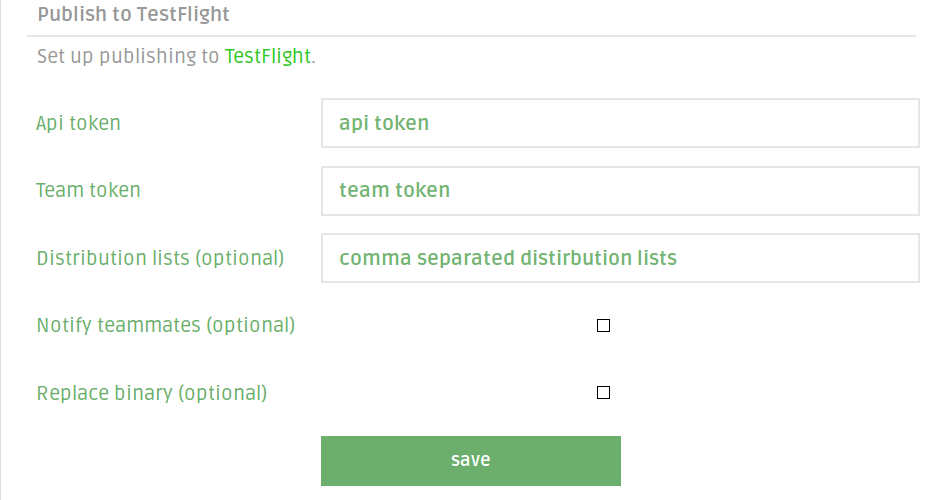 Publish to TestFlight
Set up publishing to TestFlight.
Api token
api token
Team token
team token
Distribution lists (optional)
comma separated distirbution lists
Notify teammates (optional)
Replace binary (optional)
save